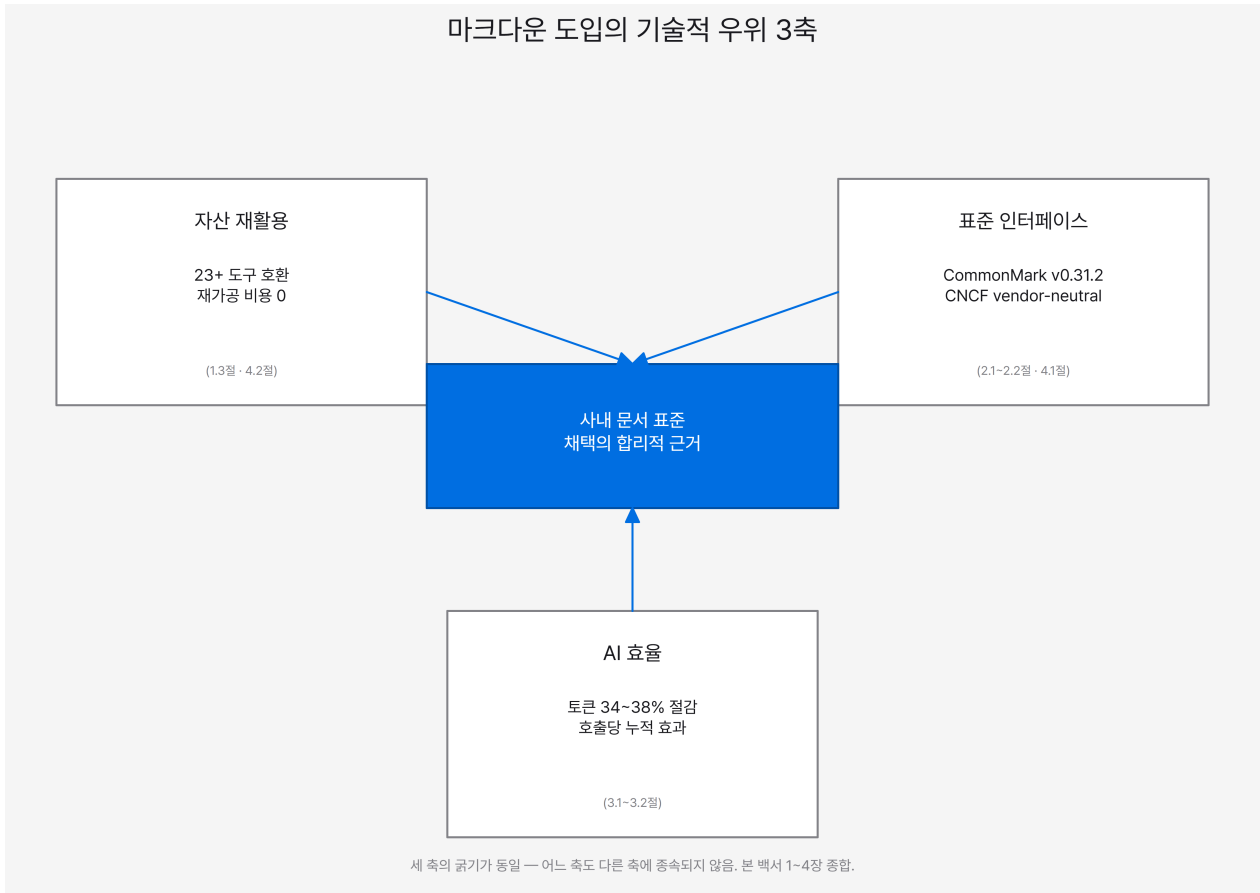 마크다운 도입의 기술적 우위 3축
자산 재활용
23+ 도구 호환
재가공 비용 0
(1.3절 · 4.2절)
표준 인터페이스
CommonMark v0.31.2
CNCF vendor-neutral
(2.1~2.2절 · 4.1절)
사내 문서 표준
채택의 합리적 근거
AI 효율
토큰 34~38% 절감
호출당 누적 효과
(3.1~3.2절)
세 축의 굵기가 동일 — 어느 축도 다른 축에 종속되지 않음. 본 백서 1~4장 종합.